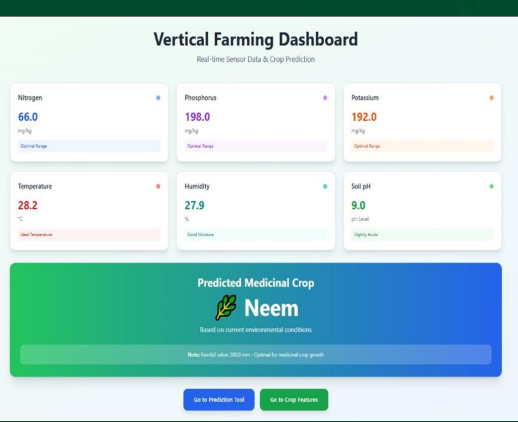 Vertical Farming Dashboard
Real-time Sensor Data & Crop Prediction
Nitrogen
66.0
mg/kg
Optimal Range
Phosphorus
198.0
mg/kg
Optimal Range
Potassium
192.0
mg/kg
Optimal Range
Temperature
28.2
°C
Ideal Temperature
Humidity
27.9
%
Good Moisture
Soil pH
9.0
pH Level
Slightly Acidic
Predicted Medicinal Crop
Neem
Based on current environmental conditions
Note: Rainfall value 200.0 mm - Optimal for medicinal crop growth
Go to Prediction Tool
Go to Crop Features